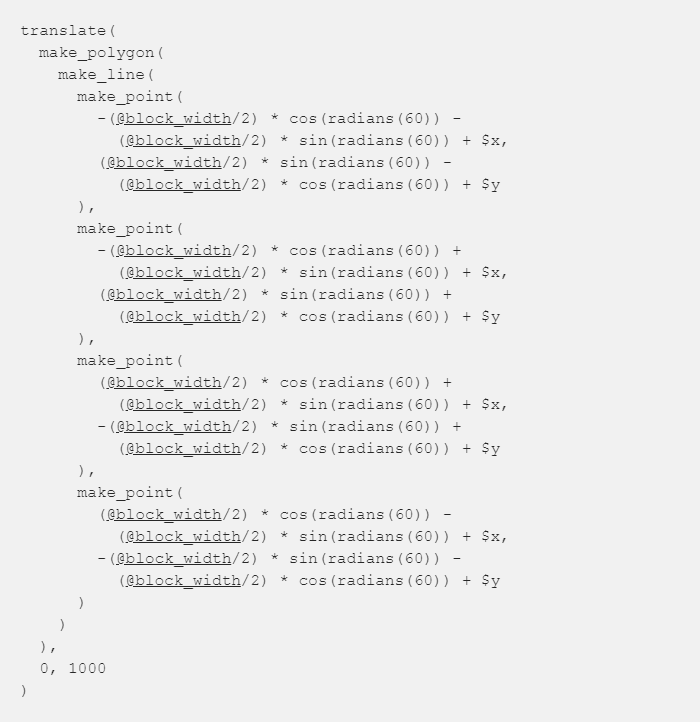 translate(
  make_polygon(
    make_line(
      make_point(
        -(@block_width/2) * cos(radians(60)) -
          (@block_width/2) * sin(radians(60)) + $x,
        (@block_width/2) * sin(radians(60)) -
          (@block_width/2) * cos(radians(60)) + $y
      ),
      make_point(
        -(@block_width/2) * cos(radians(60)) +
          (@block_width/2) * sin(radians(60)) + $x,
        (@block_width/2) * sin(radians(60)) +
          (@block_width/2) * cos(radians(60)) + $y
      ),
      make_point(
        (@block_width/2) * cos(radians(60)) +
          (@block_width/2) * sin(radians(60)) + $x,
        -(@block_width/2) * sin(radians(60)) +
          (@block_width/2) * cos(radians(60)) + $y
      ),
      make_point(
        (@block_width/2) * cos(radians(60)) -
          (@block_width/2) * sin(radians(60)) + $x,
        -(@block_width/2) * sin(radians(60)) -
          (@block_width/2) * cos(radians(60)) + $y
      )
    )
  ),
  0, 1000
)